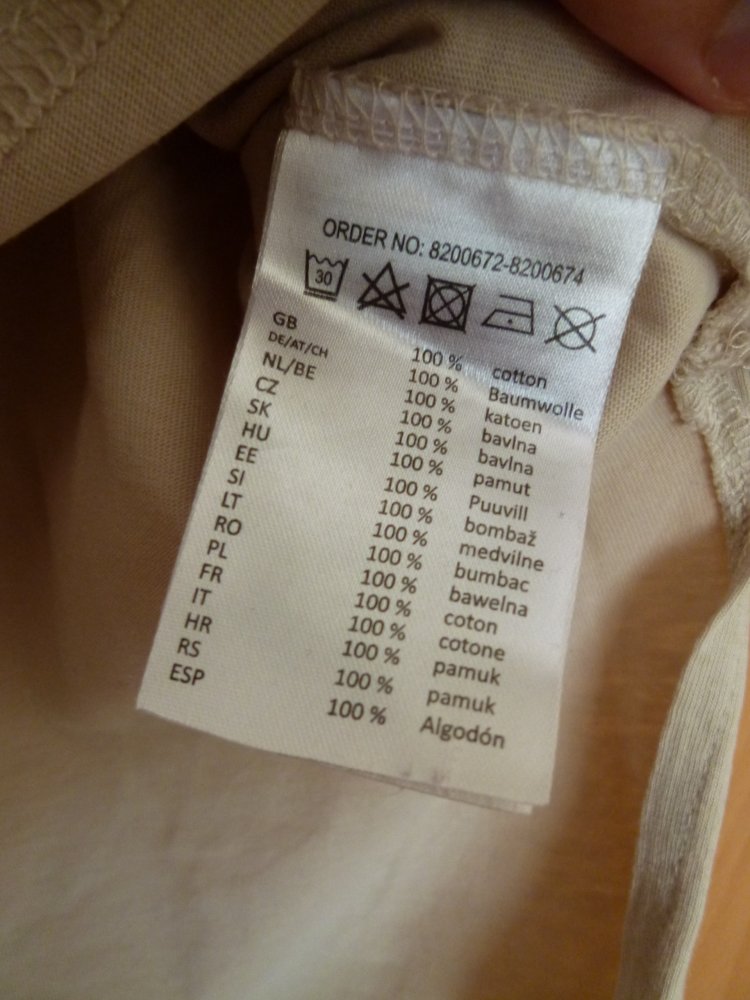 ORDER NO: 8200672-8200674
30
GB 100 % cotton
DE/AT/CH 100 % Baumwolle
NL/BE 100 % katoen
CZ 100 % bavlna
SK 100 % bavlna
HU 100 % pamut
EE 100 % Puuvill
SI 100 % bombaž
LT 100 % medvilne
RO 100 % bumbac
PL 100 % bawelna
FR 100 % coton
IT 100 % cotone
HR 100 % pamuk
RS 100 % pamuk
ESP 100 % Algodón